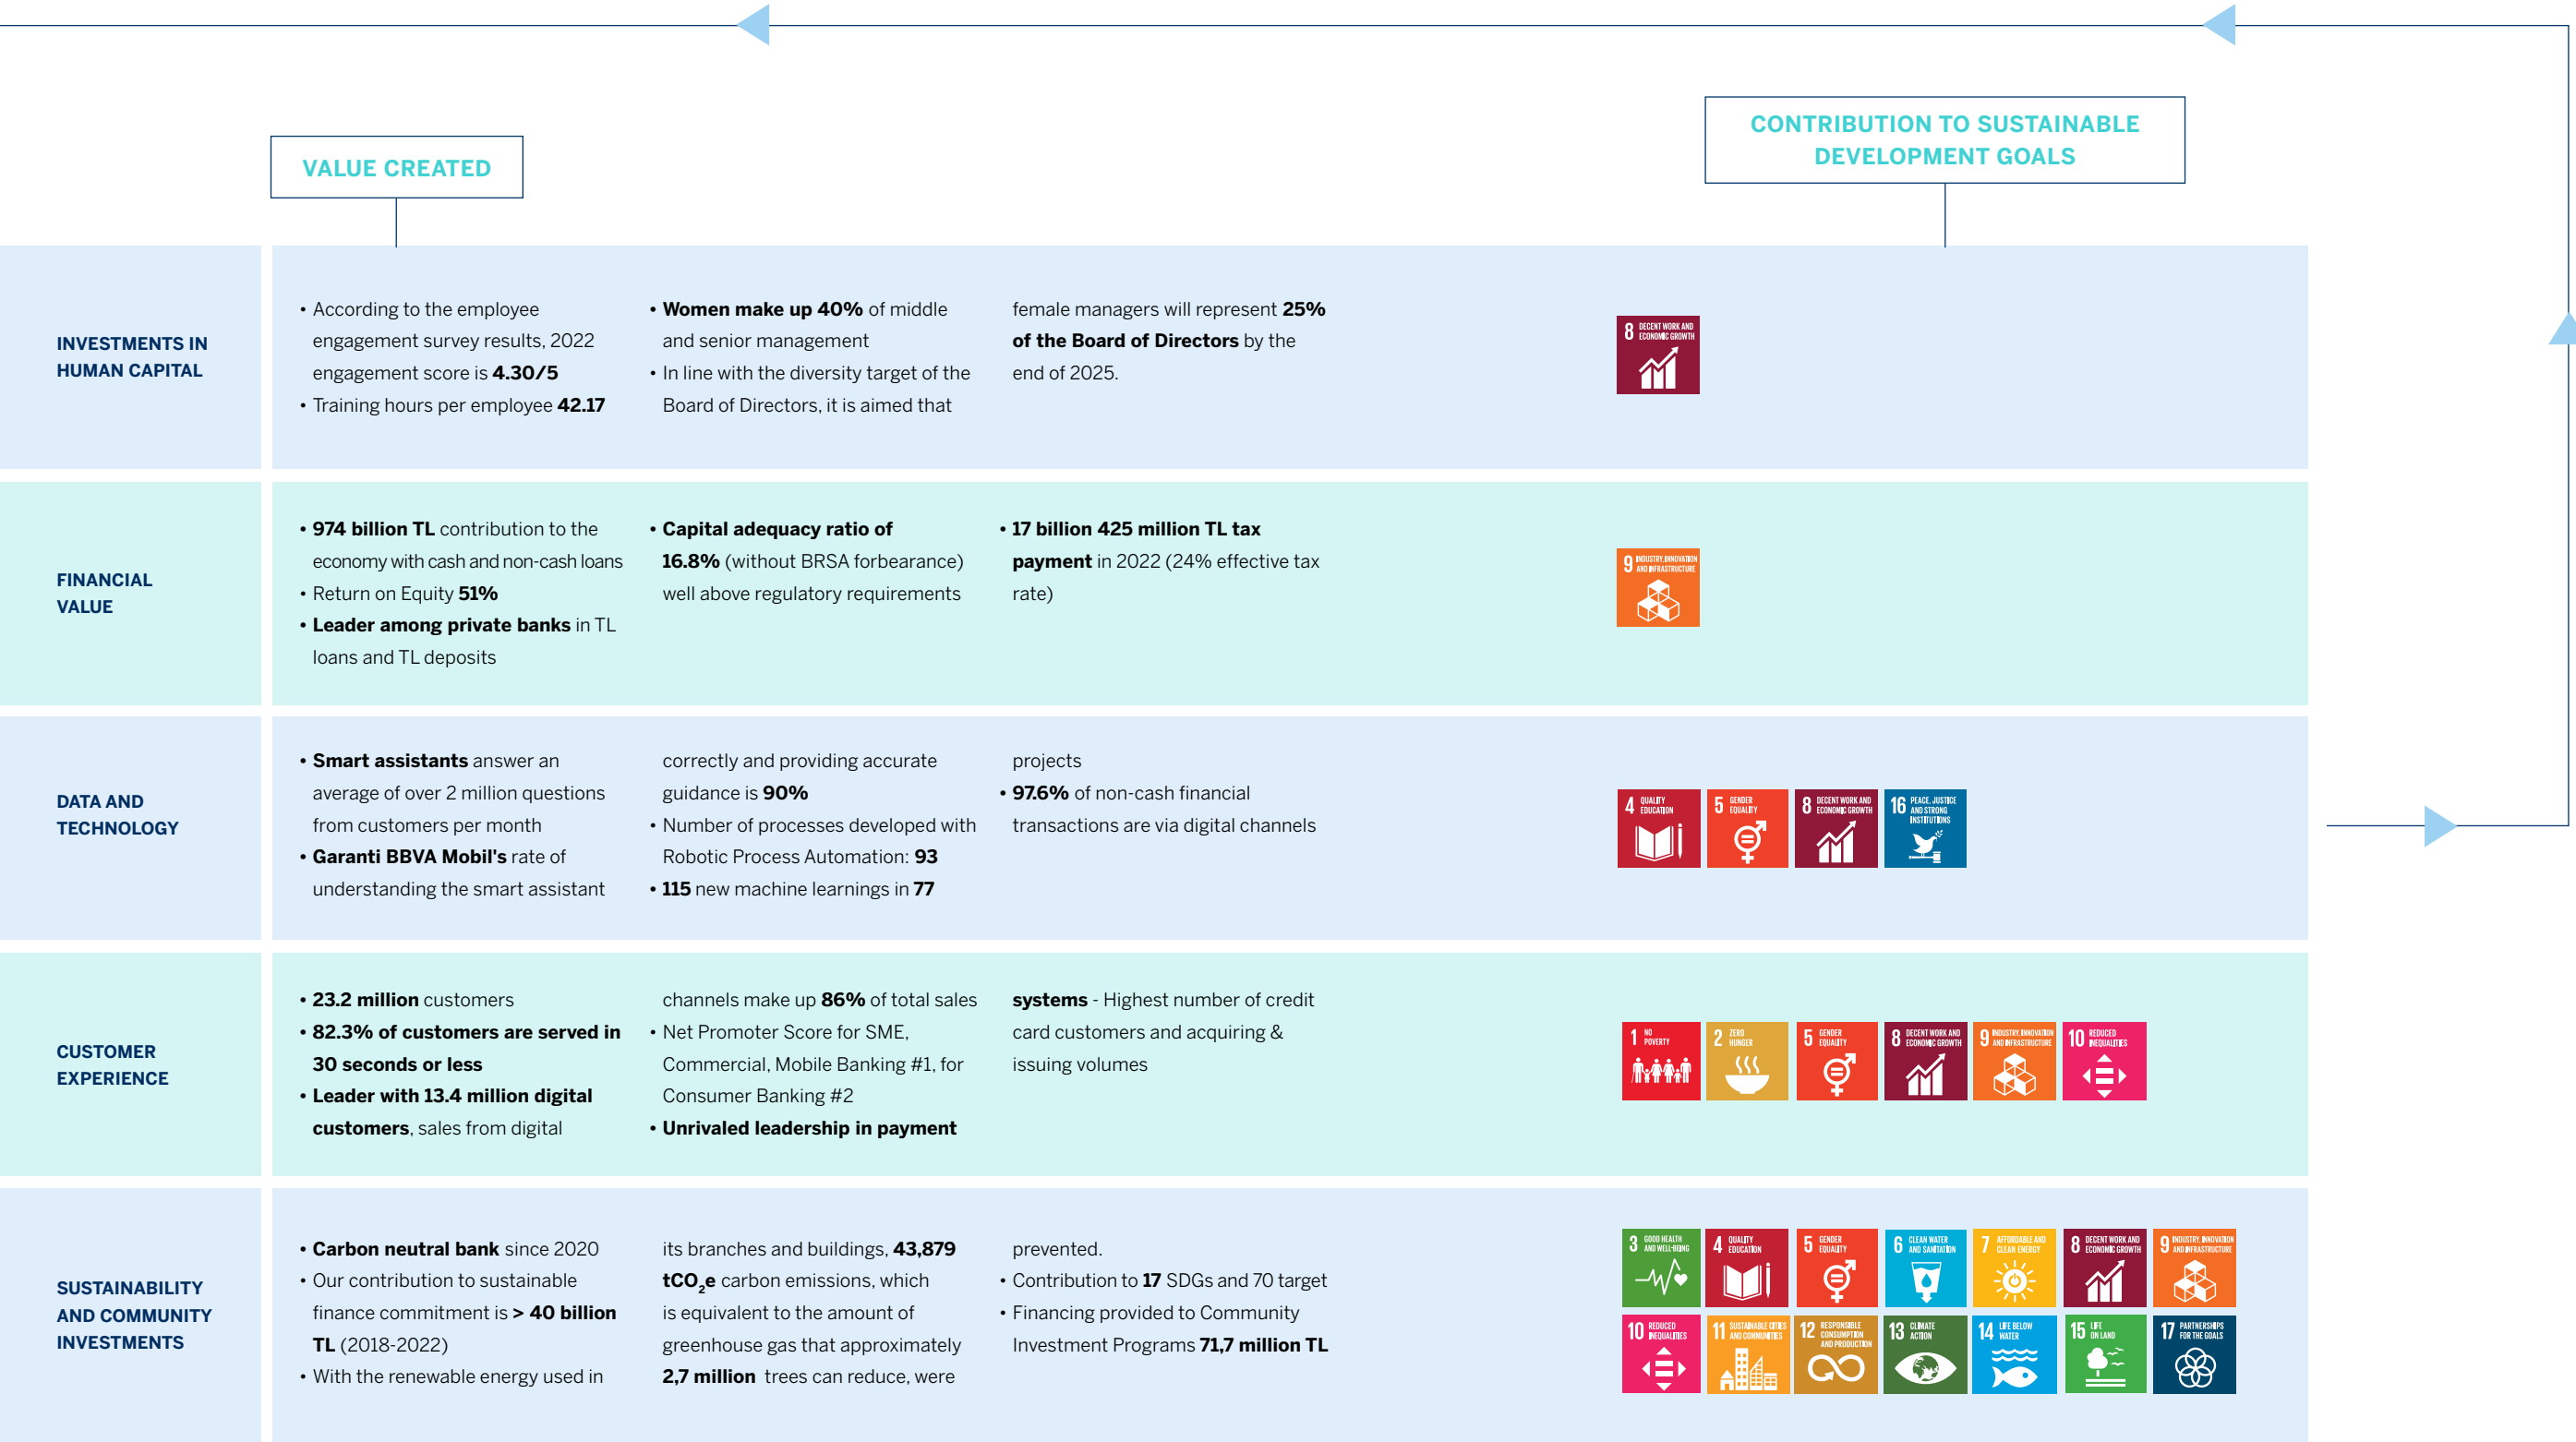 VALUE CREATED
CONTRIBUTION TO SUSTAINABLE
DEVELOPMENT GOALS
INVESTMENTS IN
HUMAN CAPITAL
• According to the employee
engagement survey results, 2022
engagement score is 4.30/5
• Training hours per employee 42.17
• Women make up 40% of middle
and senior management
• In line with the diversity target of the
Board of Directors, it is aimed that
female managers will represent 25%
of the Board of Directors by the
end of 2025.
8 DECENT WORK AND
ECONOMIC GROWTH
FINANCIAL
VALUE
• 974 billion TL contribution to the
economy with cash and non-cash loans
• Return on Equity 51%
• Leader among private banks in TL
loans and TL deposits
• Capital adequacy ratio of
16.8% (without BRSA forbearance)
well above regulatory requirements
• 17 billion 425 million TL tax
payment in 2022 (24% effective tax
rate)
9 INDUSTRY, INNOVATION
AND INFRASTRUCTURE
DATA AND
TECHNOLOGY
• Smart assistants answer an
average of over 2 million questions
from customers per month
• Garanti BBVA Mobil's rate of
understanding the smart assistant
correctly and providing accurate
guidance is 90%
• Number of processes developed with
Robotic Process Automation: 93
• 115 new machine learnings in 77
projects
• 97.6% of non-cash financial
transactions are via digital channels
4 QUALITY
EDUCATION
5 GENDER
EQUALITY
8 DECENT WORK AND
ECONOMIC GROWTH
16 PEACE, JUSTICE
AND STRONG
INSTITUTIONS
CUSTOMER
EXPERIENCE
• 23.2 million customers
• 82.3% of customers are served in
30 seconds or less
• Leader with 13.4 million digital
customers, sales from digital
channels make up 86% of total sales
• Net Promoter Score for SME,
Commercial, Mobile Banking #1, for
Consumer Banking #2
• Unrivaled leadership in payment
systems - Highest number of credit
card customers and acquiring &
issuing volumes
1 NO
POVERTY
2 ZERO
HUNGER
5 GENDER
EQUALITY
8 DECENT WORK AND
ECONOMIC GROWTH
9 INDUSTRY, INNOVATION
AND INFRASTRUCTURE
10 REDUCED
INEQUALITIES
SUSTAINABILITY
AND COMMUNITY
INVESTMENTS
• Carbon neutral bank since 2020
• Our contribution to sustainable
finance commitment is > 40 billion
TL (2018-2022)
• With the renewable energy used in
its branches and buildings, 43,879
tCO₂e carbon emissions, which
is equivalent to the amount of
greenhouse gas that approximately
2,7 million trees can reduce, were
prevented.
• Contribution to 17 SDGs and 70 target
• Financing provided to Community
Investment Programs 71,7 million TL
3 GOOD HEALTH
AND WELL-BEING
4 QUALITY
EDUCATION
5 GENDER
EQUALITY
6 CLEAN WATER
AND SANITATION
7 AFFORDABLE AND
CLEAN ENERGY
8 DECENT WORK AND
ECONOMIC GROWTH
9 INDUSTRY, INNOVATION
AND INFRASTRUCTURE
10 REDUCED
INEQUALITIES
11 SUSTAINABLE CITIES
AND COMMUNITIES
12 RESPONSIBLE
CONSUMPTION
AND PRODUCTION
13 CLIMATE
ACTION
14 LIFE BELOW
WATER
15 LIFE
ON LAND
17 PARTNERSHIPS
FOR THE GOALS